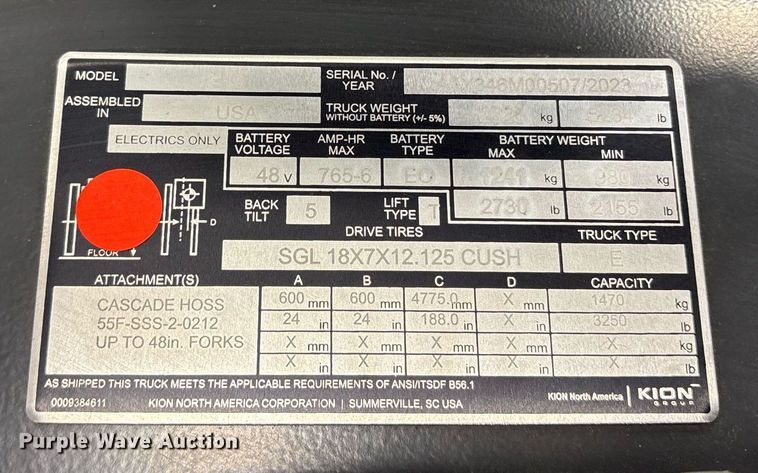 MODEL
SERIAL No./ YEAR 346M00507/2023
ASSEMBLED IN USA
TRUCK WEIGHT WITHOUT BATTERY (+/- 5%) kg lb
ELECTRICS ONLY
BATTERY VOLTAGE AMP-HR MAX BATTERY TYPE BATTERY WEIGHT
MAX MIN
48 V 765-6 EO 1241 kg 980 kg
BACK TILT 5 LIFT TYPE T 2730 lb 2155 lb
D
FLOOR
DRIVE TIRES TRUCK TYPE
SGL 18X7X12.125 CUSH E
ATTACHMENT(S) A B C D CAPACITY
CASCADE HOSS 600 mm 600 mm 4775.0 mm X mm 1470 kg
55F-SSS-2-0212 24 in 24 in 188.0 in X in 3250 lb
UP TO 48in. FORKS X mm X mm X mm X mm X kg
X in X in X in X in X lb
AS SHIPPED THIS TRUCK MEETS THE APPLICABLE REQUIREMENTS OF ANSI/ITSDF B56.1
0009384611 KION NORTH AMERICA CORPORATION | SUMMERVILLE, SC USA
KION North America | KION GROUP
Purple Wave Auction